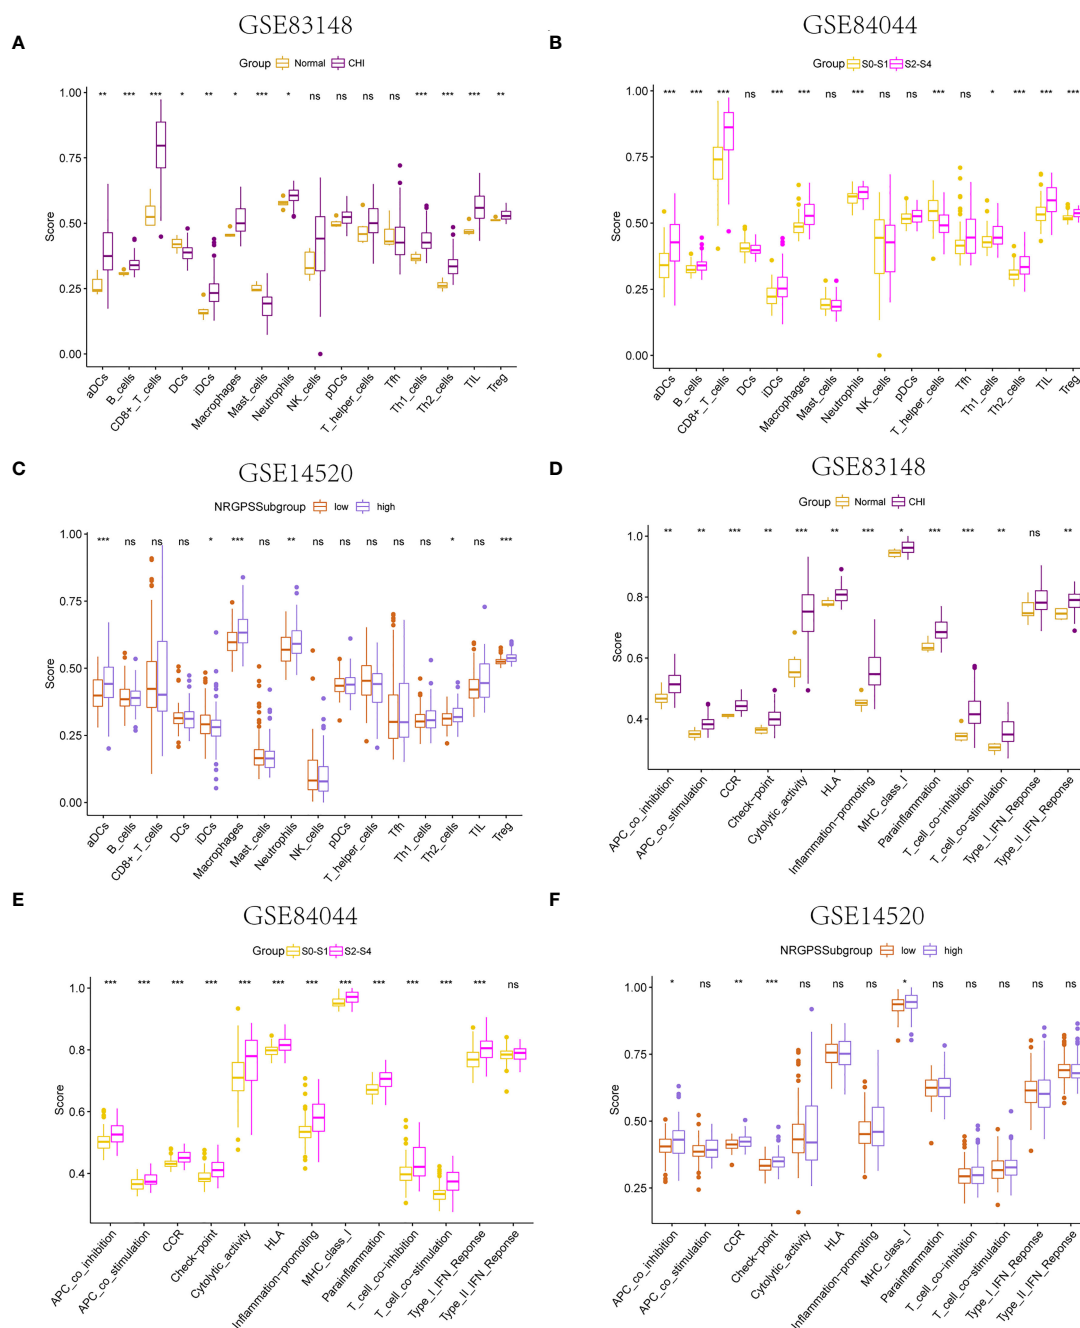 A
GSE83148
Group Normal CHI
** *** *** * ** * *** * ns ns ns ns *** *** *** **
Score
1.00
0.75
0.50
0.25
0.00
aDCs
B_cells
CD8+_T_cells
DCs
iDCs
Macrophages
Mast_cells
Neutrophils
NK_cells
pDCs
T_helper_cells
Tfh
Th1_cells
Th2_cells
TIL
Treg
B
GSE84044
Group S0-S1 S2-S4
*** *** *** ns *** *** ns *** ns ns *** ns * *** *** ***
Score
1.00
0.75
0.50
0.25
0.00
aDCs
B_cells
CD8+_T_cells
DCs
iDCs
Macrophages
Mast_cells
Neutrophils
NK_cells
pDCs
T_helper_cells
Tfh
Th1_cells
Th2_cells
TIL
Treg
C
GSE14520
NRGPSSubgroup low high
*** ns ns ns * *** ns ** ns ns ns ns ns * ns ***
Score
1.00
0.75
0.50
0.25
0.00
aDCs
B_cells
CD8+_T_cells
DCs
iDCs
Macrophages
Mast_cells
Neutrophils
NK_cells
pDCs
T_helper_cells
Tfh
Th1_cells
Th2_cells
TIL
Treg
D
GSE83148
Group Normal CHI
** ** *** ** *** ** *** * *** *** ** ns **
Score
1.0
0.8
0.6
0.4
APC_co_inhibition
APC_co_stimulation
CCR
Check-point
Cytolytic_activity
HLA
Inflammation-promoting
MHC_class_I
Parainflammation
T_cell_co-inhibition
T_cell_co-stimulation
Type_I_IFN_Reponse
Type_II_IFN_Reponse
E
GSE84044
Group S0-S1 S2-S4
*** *** *** *** *** *** *** *** *** *** *** *** ns
Score
1.0
0.8
0.6
0.4
APC_co_inhibition
APC_co_stimulation
CCR
Check-point
Cytolytic_activity
HLA
Inflammation-promoting
MHC_class_I
Parainflammation
T_cell_co-inhibition
T_cell_co-stimulation
Type_I_IFN_Reponse
Type_II_IFN_Reponse
F
GSE14520
NRGPSSubgroup low high
* ns ** *** ns ns ns * ns ns ns ns ns
Score
1.00
0.75
0.50
0.25
APC_co_inhibition
APC_co_stimulation
CCR
Check-point
Cytolytic_activity
HLA
Inflammation-promoting
MHC_class_I
Parainflammation
T_cell_co-inhibition
T_cell_co-stimulation
Type_I_IFN_Reponse
Type_II_IFN_Reponse